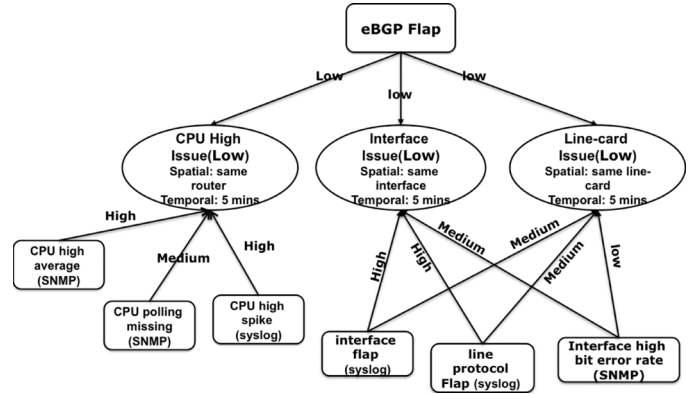 eBGP Flap
Low
low
low
CPU High
Issue(Low)
Spatial: same
router
Temporal: 5 mins
Interface
Issue(Low)
Spatial: same
interface
Temporal: 5 mins
Line-card
Issue(Low)
Spatial: same line-
card
Temporal: 5 mins
High
Medium
High
High
High
Medium
Medium
Medium
low
CPU high
average
(SNMP)
CPU polling
missing
(SNMP)
CPU high
spike
(syslog)
interface
flap
(syslog)
line
protocol
Flap (syslog)
Interface high
bit error rate
(SNMP)